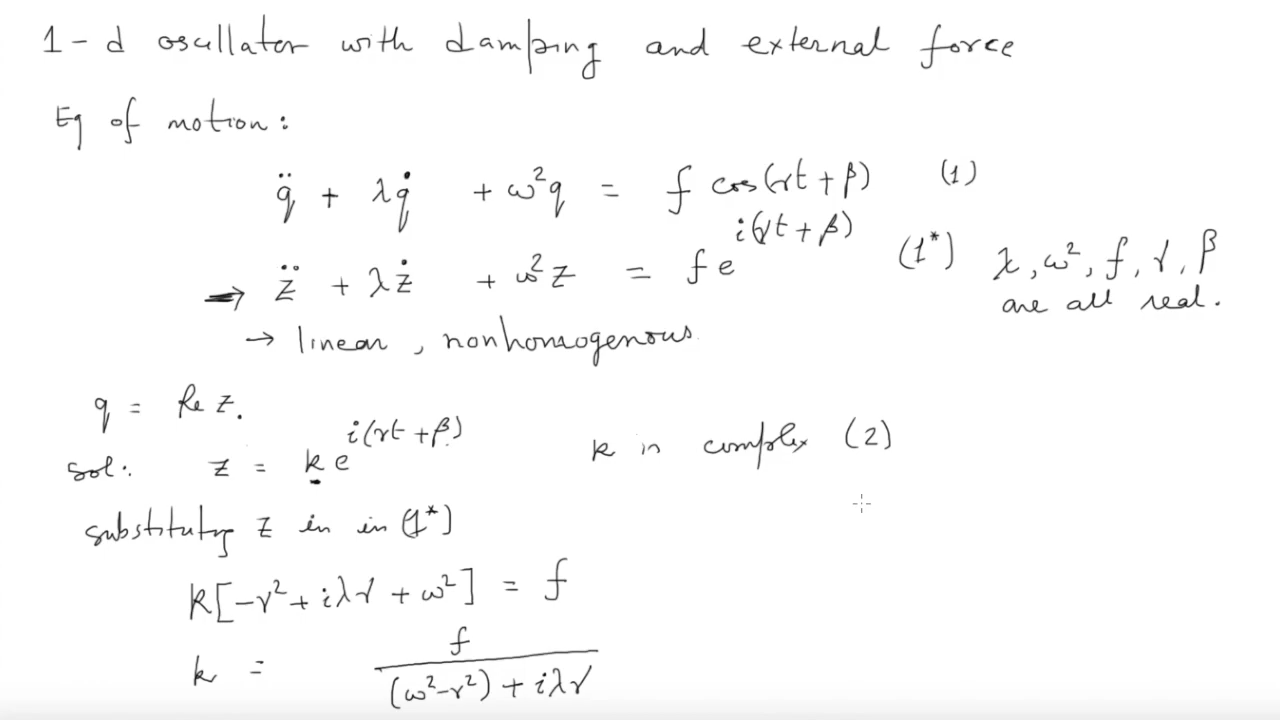 1-d oscillator with damping and external force
Eq of motion:
q̈ + λq̇ + ω²q = f cos(γt + β) (1)
→ z̈ + λż + ω²z = f e^{i(γt + β)} (1*) λ, ω², f, γ, β
are all real.
→ linear, nonhomogenous.
q = Re z.
sol: z = k e^{i(γt + β)} k is complex (2)
substituting z in in (1*)
k[-γ² + iλγ + ω²] = f
k = f / ((ω²-γ²) + iλγ)